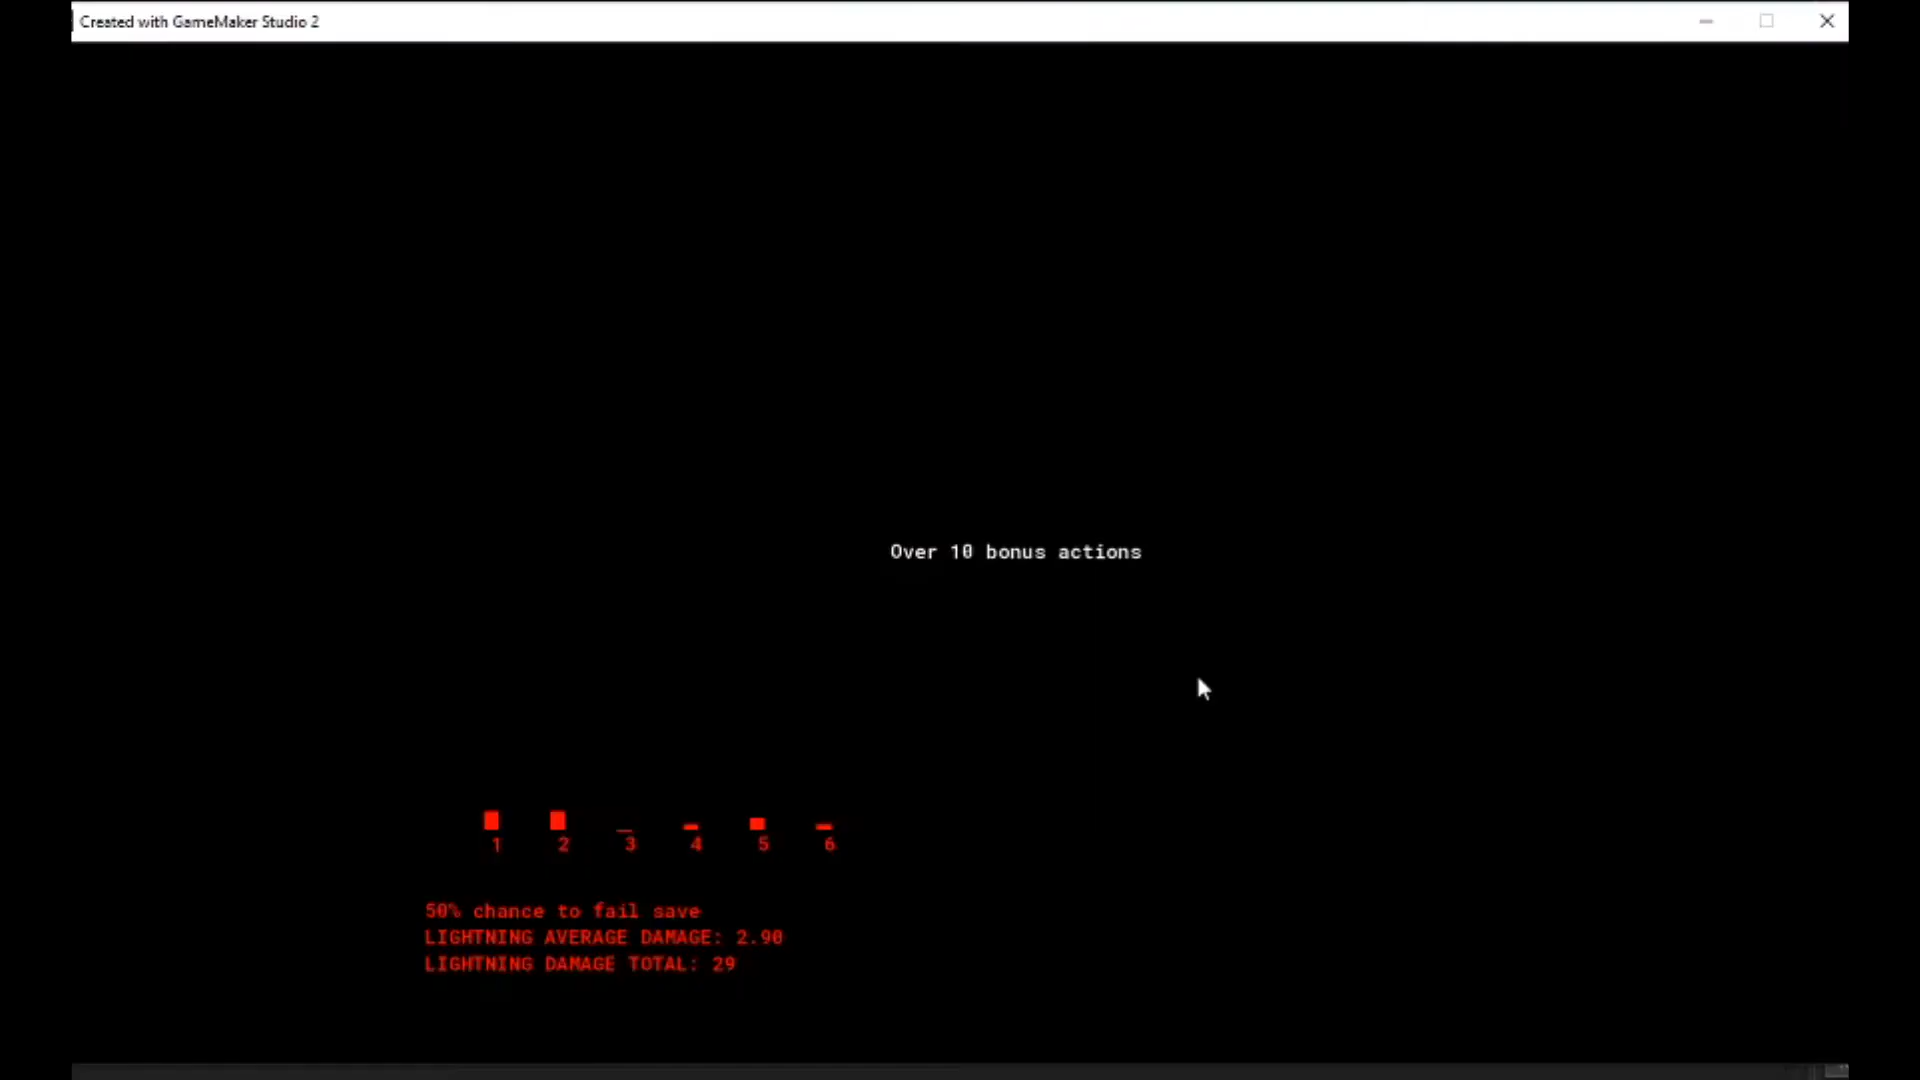 Created with GameMaker Studio 2
Over 10 bonus actions
1 2 3 4 5 6
50% chance to fail save
LIGHTNING AVERAGE DAMAGE: 2.90
LIGHTNING DAMAGE TOTAL: 29